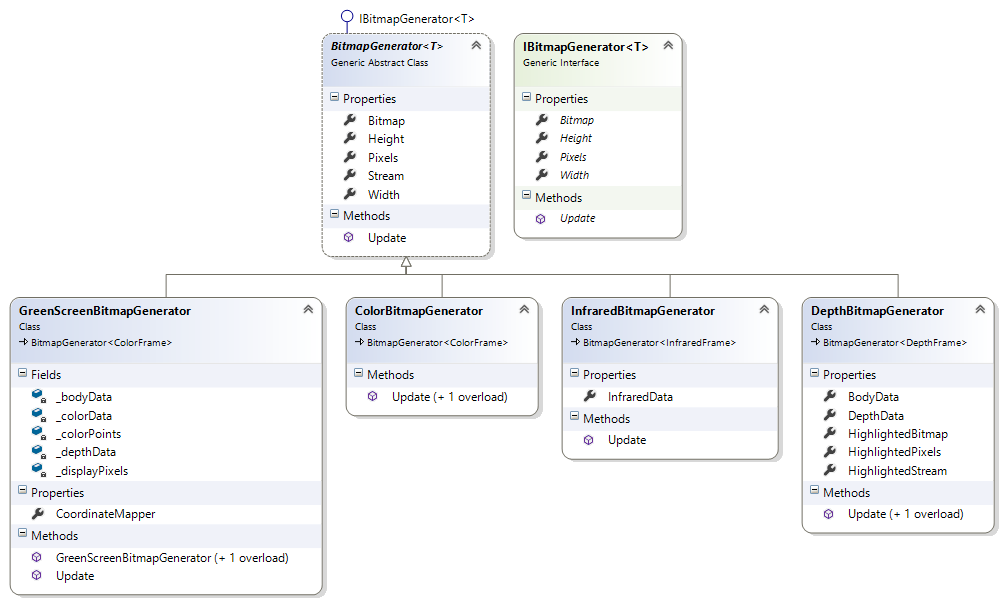 IBitmapGenerator<T>
BitmapGenerator<T>
Generic Abstract Class
Properties
Bitmap
Height
Pixels
Stream
Width
Methods
Update
IBitmapGenerator<T>
Generic Interface
Properties
Bitmap
Height
Pixels
Width
Methods
Update
GreenScreenBitmapGenerator
Class
BitmapGenerator<ColorFrame>
Fields
_bodyData
_colorData
_colorPoints
_depthData
_displayPixels
Properties
CoordinateMapper
Methods
GreenScreenBitmapGenerator (+ 1 overload)
Update
ColorBitmapGenerator
Class
BitmapGenerator<ColorFrame>
Methods
Update (+ 1 overload)
InfraredBitmapGenerator
Class
BitmapGenerator<InfraredFrame>
Properties
InfraredData
Methods
Update
DepthBitmapGenerator
Class
BitmapGenerator<DepthFrame>
Properties
BodyData
DepthData
HighlightedBitmap
HighlightedPixels
HighlightedStream
Methods
Update (+ 1 overload)